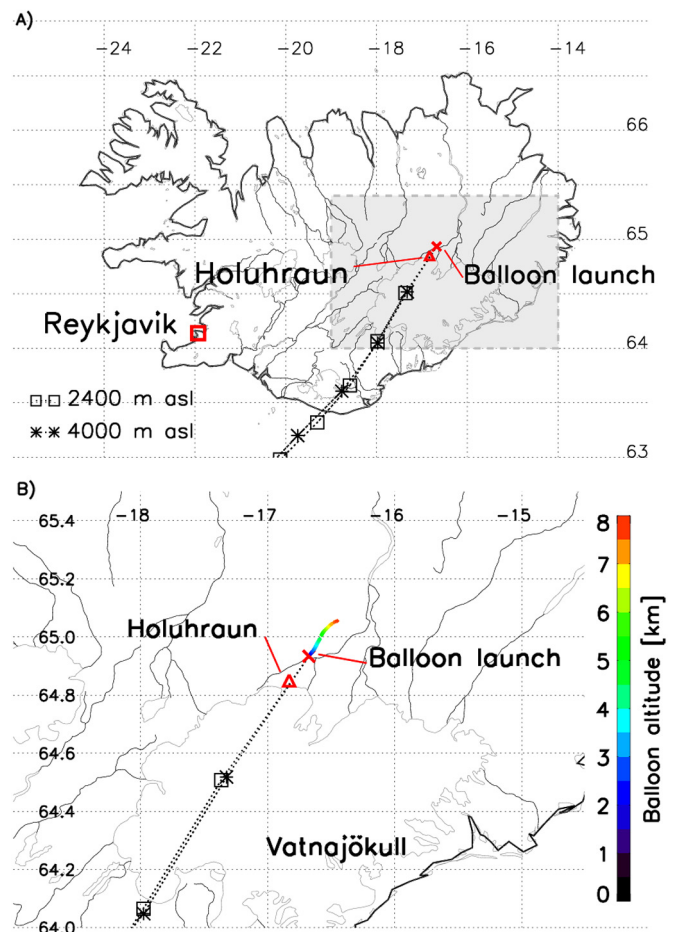 A)
−24 −22 −20 −18 −16 −14
66
65
Holuhraun Balloon launch
Reykjavik
64
2400 m asl
4000 m asl
63
B)
65.4 −18 −17 −16 −15
8
7
65.2
Holuhraun
65.0
Balloon launch
6
5
64.8
4
64.6
3
64.4
2
Vatnajökull
64.2
1
0
64.0
Balloon altitude [km]